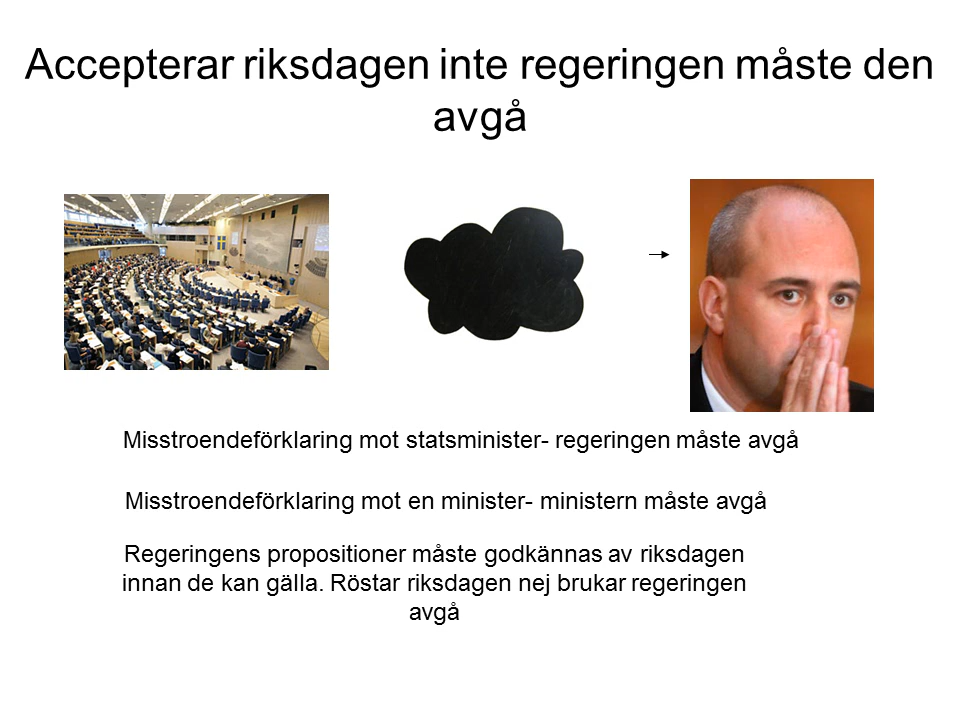 Accepterar riksdagen inte regeringen måste den
avgå
Misstroendeförklaring mot statsminister- regeringen måste avgå
Misstroendeförklaring mot en minister- ministern måste avgå
Regeringens propositioner måste godkännas av riksdagen
innan de kan gälla. Röstar riksdagen nej brukar regeringen
avgå